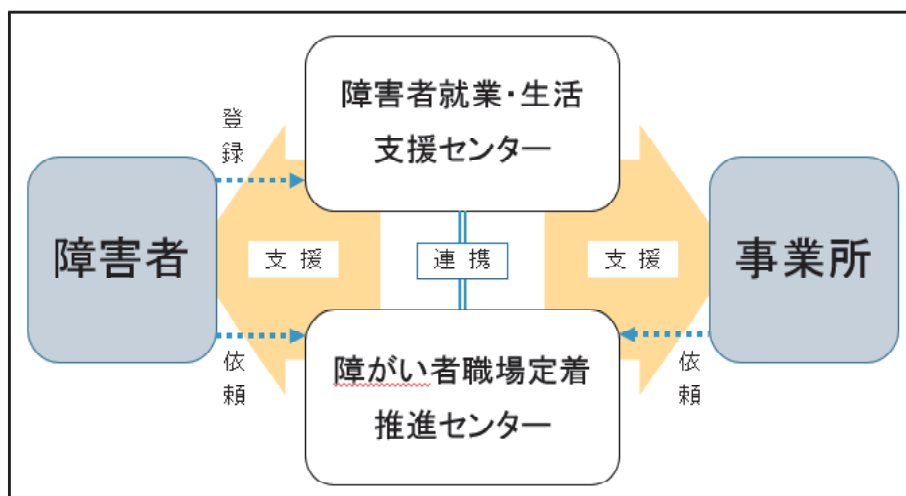 障害者就業・生活
支援センター
登録
障害者
支援
連携
支援
事業所
依頼
障がい者職場定着
推進センター
依頼